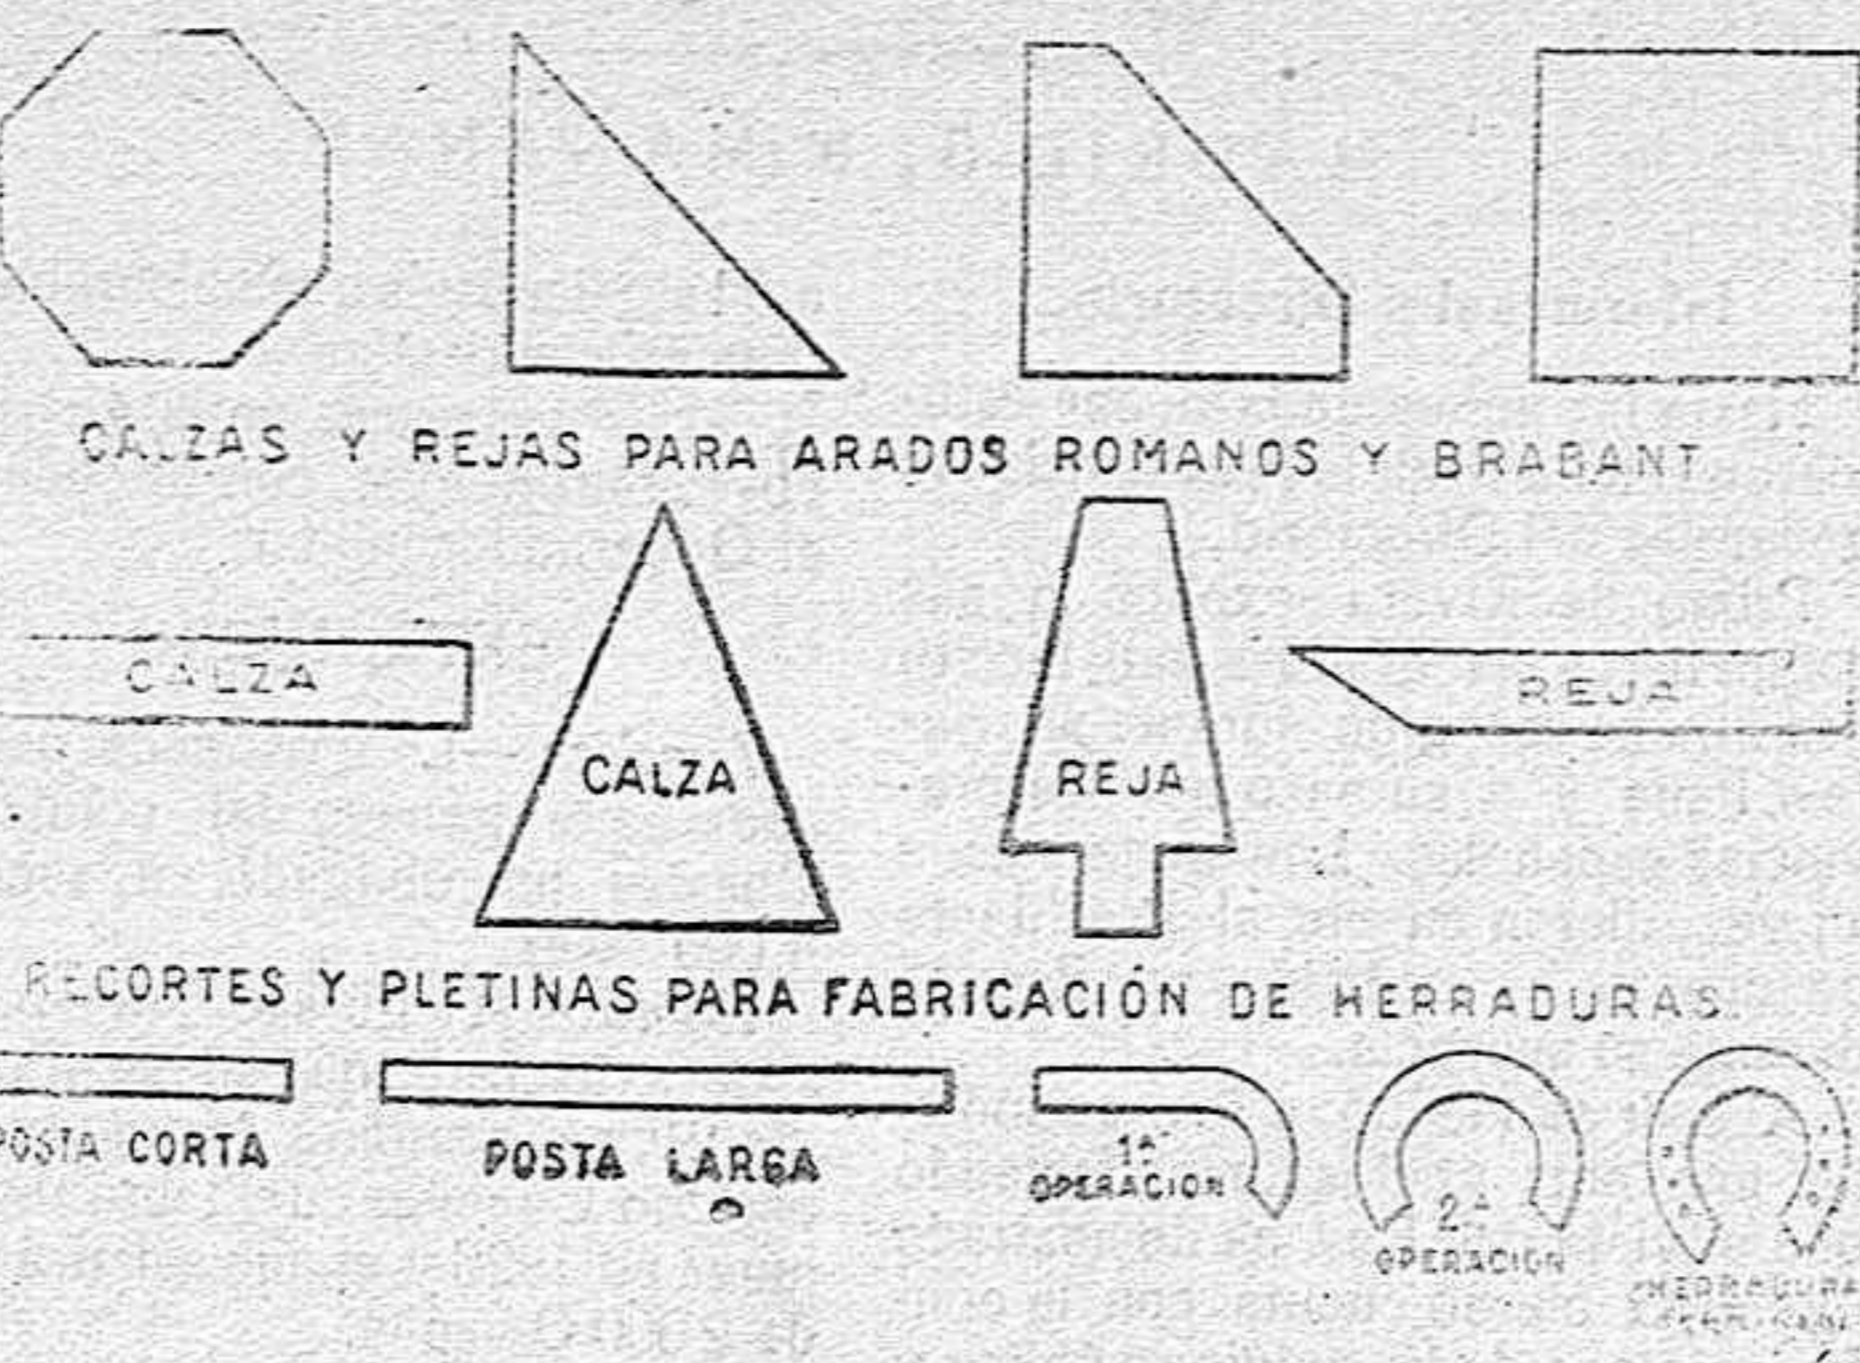 CALZAS Y REJAS PARA ARADOS ROMANOS Y BRABANT
CALZA
CALZA
REJA
REJA
RECORTES Y PLETINAS PARA FABRICACIÓN DE HERRADURAS
POSTA CORTA
POSTA LARGA
1ª
OPERACION
2ª
OPERACION
HERRADURA